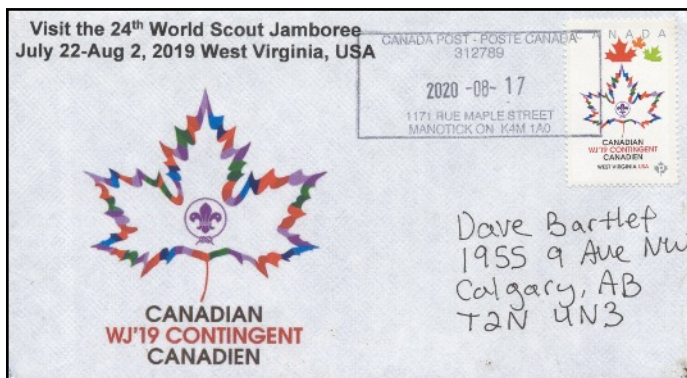 Visit the 24th World Scout Jamboree
July 22-Aug 2, 2019 West Virginia, USA
CANADA POST - POSTE CANADA
312789
2020 -08- 17
1171 RUE MAPLE STREET
MANOTICK ON K4M 1A0
CANADA
CANADIAN
WJ'19 CONTINGENT
CANADIEN
WEST VIRGINIA USA
P
Dave Bartlet
1955 9 Ave NW
Calgary, AB
T2N 4N3
CANADIAN
WJ'19 CONTINGENT
CANADIEN